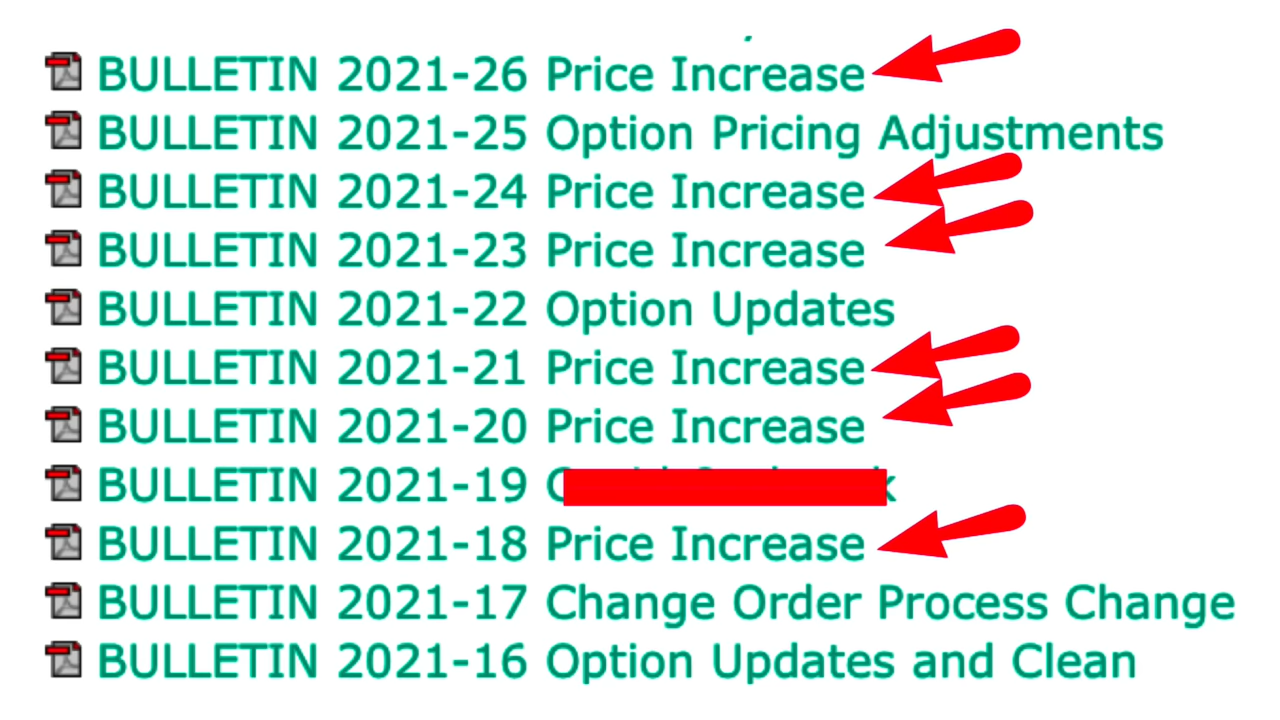 BULLETIN 2021-26 Price Increase
BULLETIN 2021-25 Option Pricing Adjustments
BULLETIN 2021-24 Price Increase
BULLETIN 2021-23 Price Increase
BULLETIN 2021-22 Option Updates
BULLETIN 2021-21 Price Increase
BULLETIN 2021-20 Price Increase
BULLETIN 2021-19
BULLETIN 2021-18 Price Increase
BULLETIN 2021-17 Change Order Process Change
BULLETIN 2021-16 Option Updates and Clean